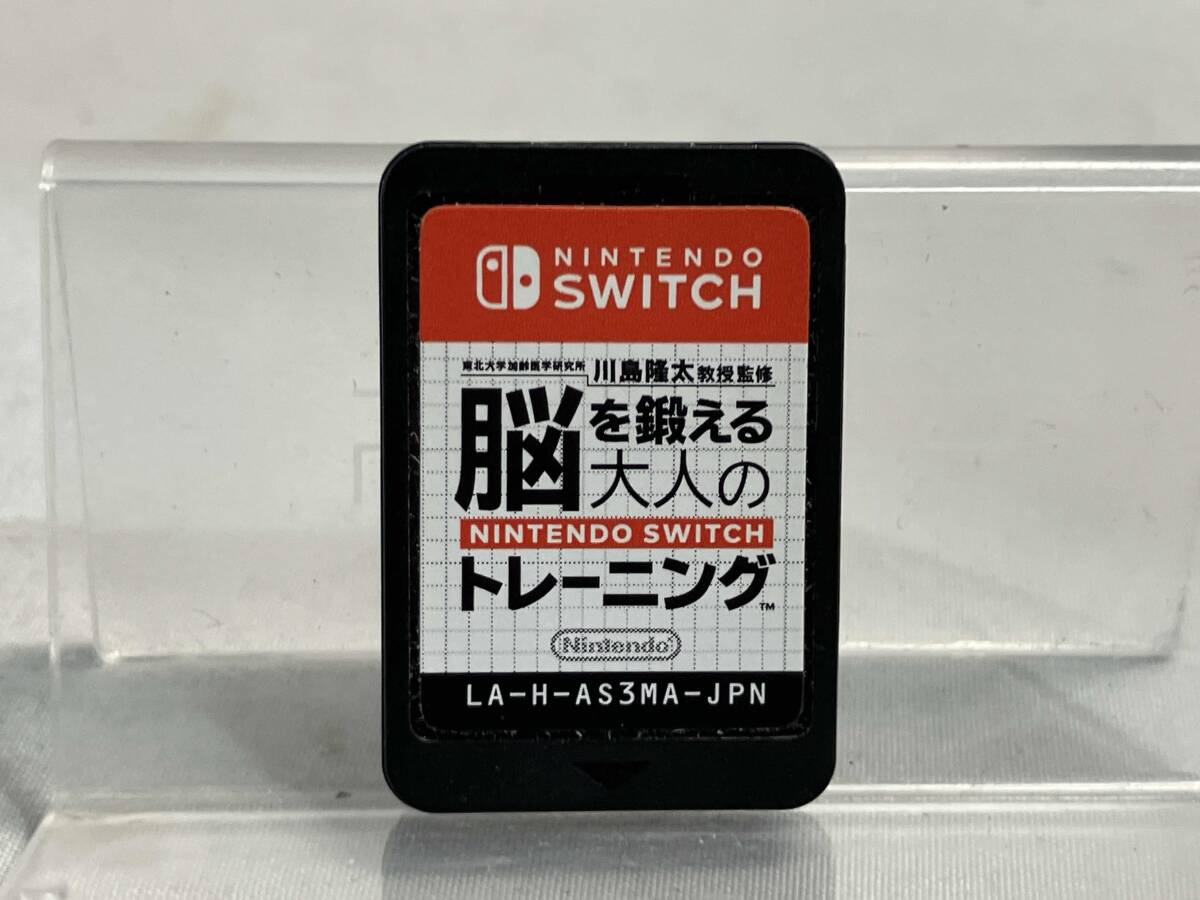 NINTENDO
SWITCH
東北大学加齢医学研究所 川島隆太教授監修
脳を鍛える
大人の
NINTENDO SWITCH
トレーニング™
Nintendo
LA-H-AS3MA-JPN